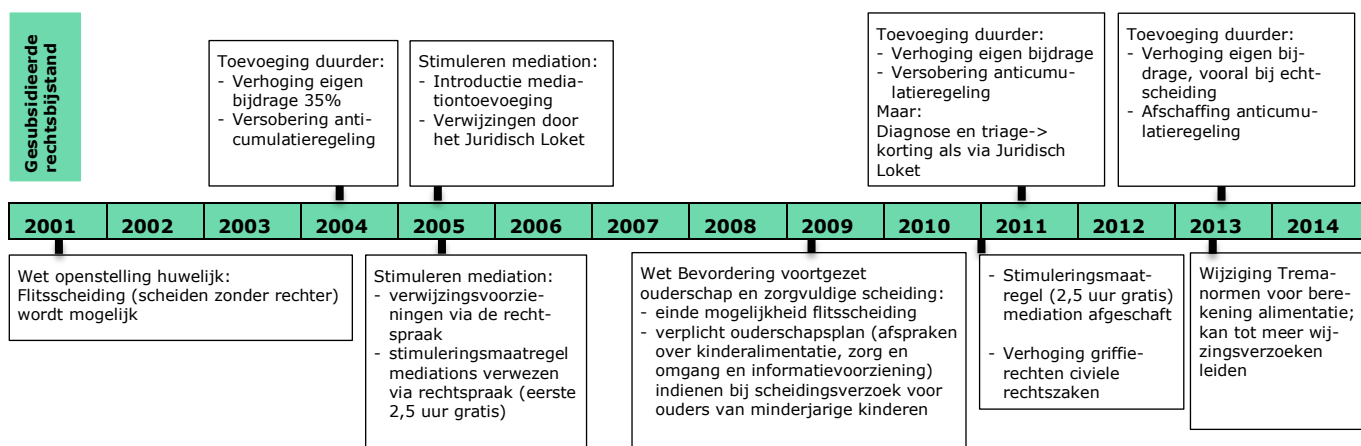 Gesubsidieerde
rechtsbijstand
Toevoeging duurder:
- Verhoging eigen
bijdrage 35%
- Versobering anti-
cumulatieregeling
Stimuleren mediation:
- Introductie media-
tiontoevoeging
- Verwijzingen door
het Juridisch Loket
Toevoeging duurder:
- Verhoging eigen bijdrage
- Versobering anticumu-
latieregeling
Maar:
Diagnose en triage->
korting als via Juridisch
Loket
Toevoeging duurder:
- Verhoging eigen bij-
drage, vooral bij echt-
scheiding
- Afschaffing anticumu-
latieregeling
2001 2002 2003 2004 2005 2006 2007 2008 2009 2010 2011 2012 2013 2014
Wet openstelling huwelijk:
Flitsscheiding (scheiden zonder rechter)
wordt mogelijk
Stimuleren mediation:
- verwijzingsvoorzie-
ningen via de recht-
spraak
- stimuleringsmaatregel
mediations verwezen
via rechtspraak (eerste
2,5 uur gratis)
Wet Bevordering voortgezet
ouderschap en zorgvuldige scheiding:
- einde mogelijkheid flitsscheiding
- verplicht ouderschapsplan (afspraken
over kinderalimentatie, zorg en
omgang en informatievoorziening)
indienen bij scheidingsverzoek voor
ouders van minderjarige kinderen
- Stimuleringsmaat-
regel (2,5 uur gratis)
mediation afgeschaft
- Verhoging griffie-
rechten civiele
rechtszaken
Wijziging Trema-
normen voor bere-
kening alimentatie;
kan tot meer wij-
zingsverzoeken
leiden